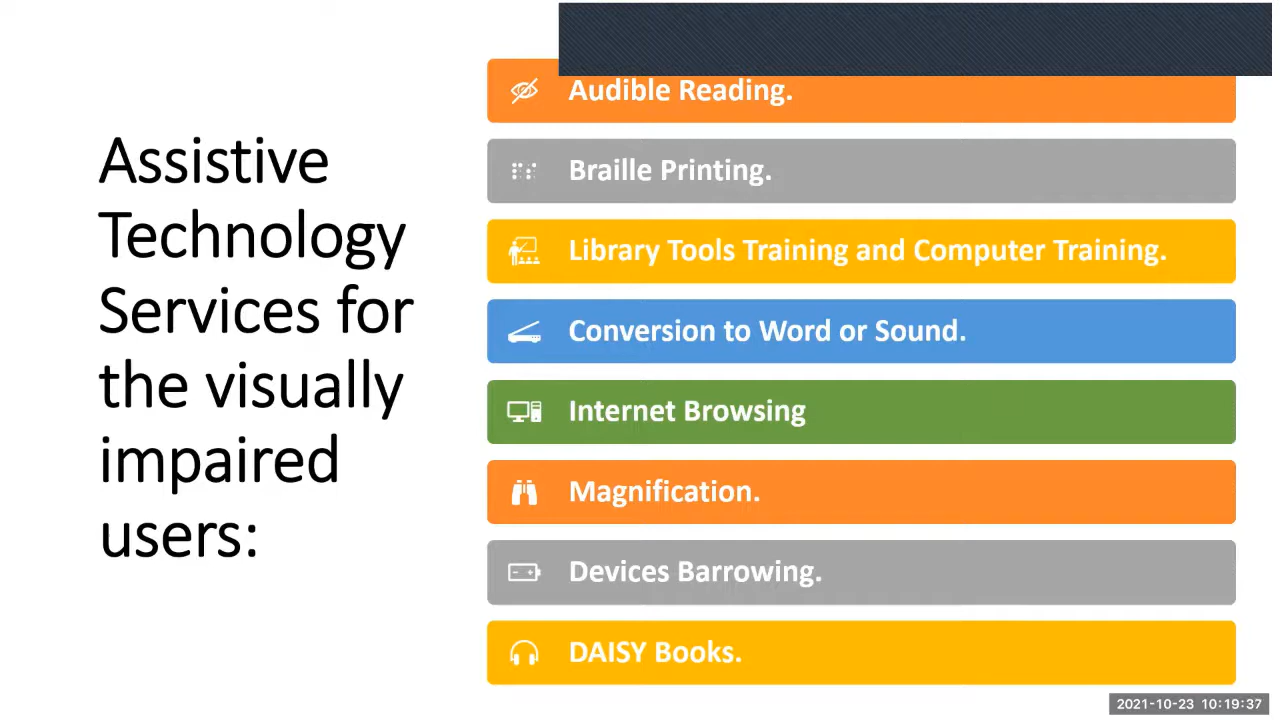 Assistive
Technology
Services for
the visually
impaired
users:
Audible Reading.
Braille Printing.
Library Tools Training and Computer Training.
Conversion to Word or Sound.
Internet Browsing
Magnification.
Devices Barrowing.
DAISY Books.
2021-10-23 10:19:37